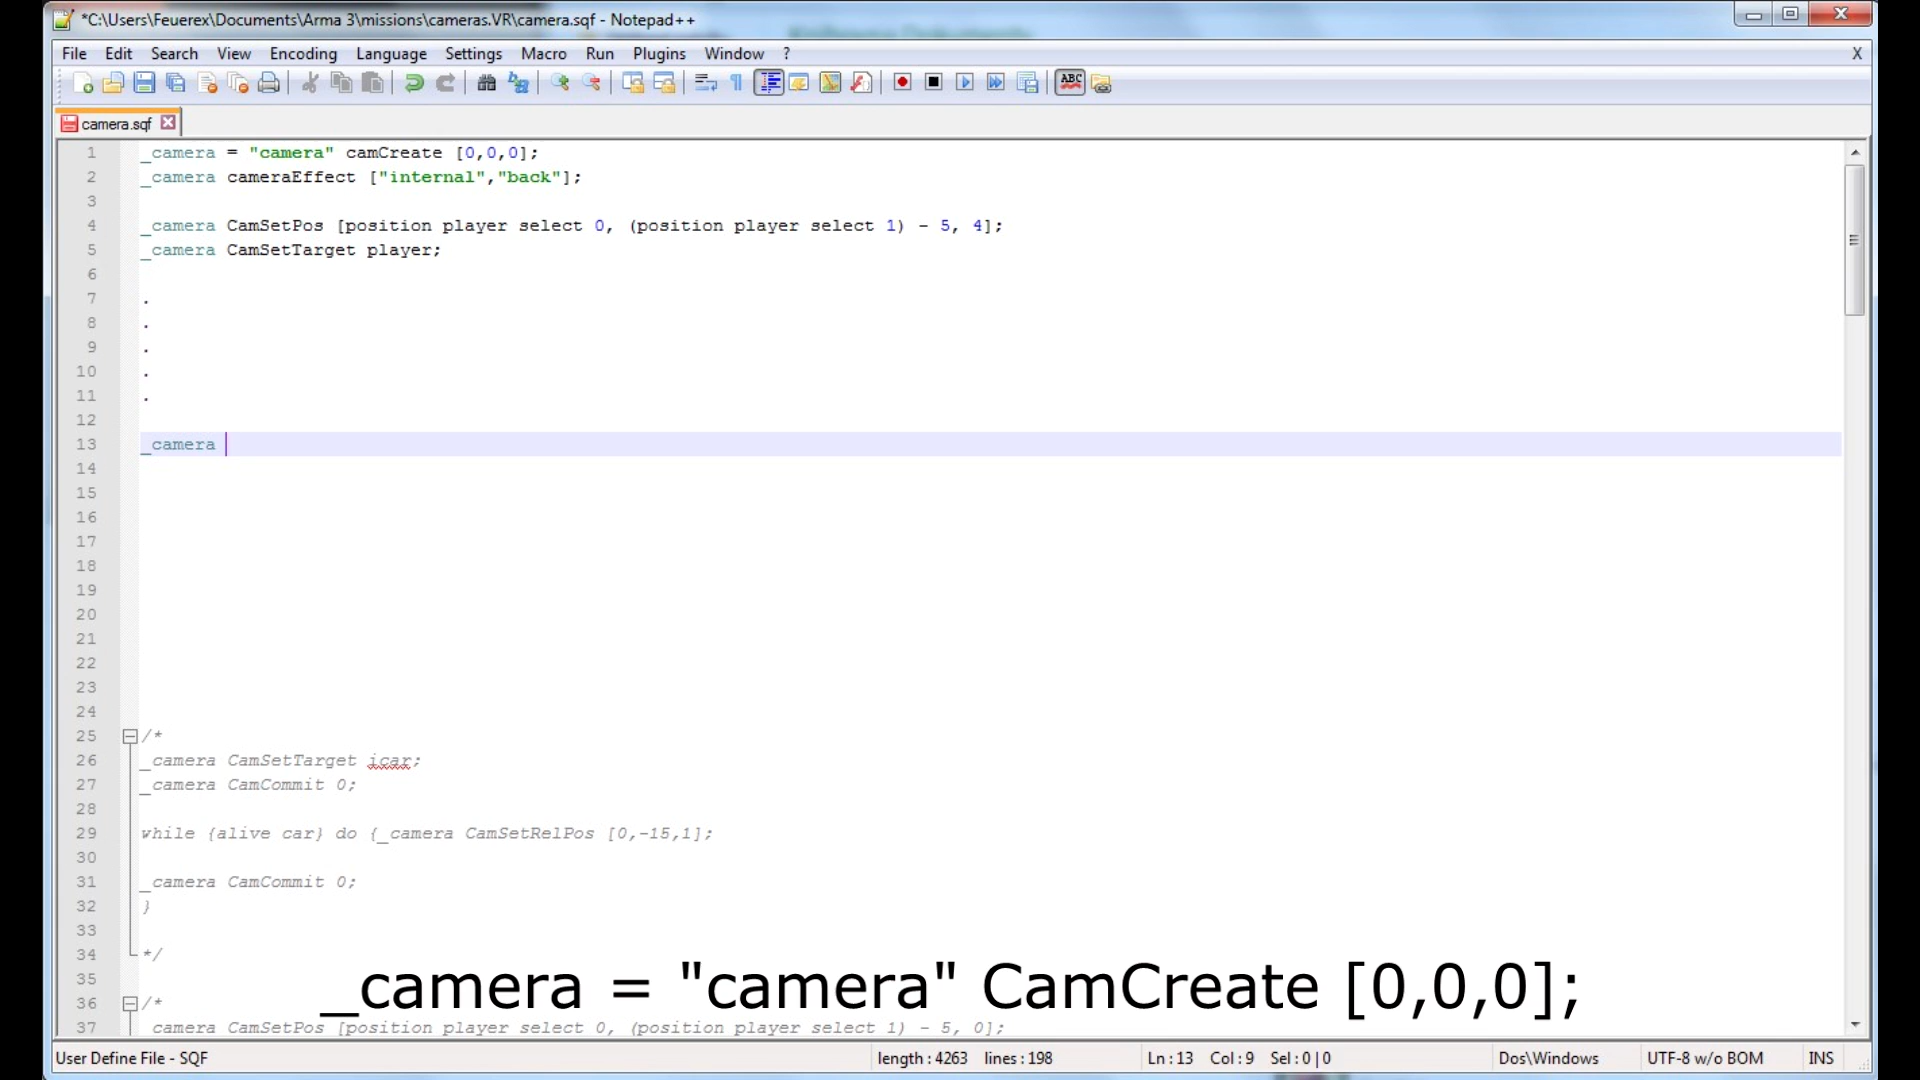 *C:\Users\Feuerex\Documents\Arma 3\missions\cameras.VR\camera.sqf - Notepad++
File Edit Search View Encoding Language Settings Macro Run Plugins Window ? X
ABC
camera.sqf
1 _camera = "camera" camCreate [0,0,0];
2 _camera cameraEffect ["internal","back"];
3
4 _camera CamSetPos [position player select 0, (position player select 1) - 5, 4];
5 _camera CamSetTarget player;
6
7 .
8 .
9 .
10 .
11 .
12
13 _camera
14
15
16
17
18
19
20
21
22
23
24
25 /*
26 _camera CamSetTarget icar;
27 _camera CamCommit 0;
28
29 while {alive car} do {_camera CamSetRelPos [0,-15,1];
30
31 _camera CamCommit 0;
32 }
33
34 */
35
36 /*
37 _camera CamSetPos [position player select 0, (position player select 1) - 5, 0];
_camera = "camera" CamCreate [0,0,0];
User Define File - SQF length : 4263 lines : 198 Ln : 13 Col : 9 Sel : 0 | 0 Dos\Windows UTF-8 w/o BOM INS